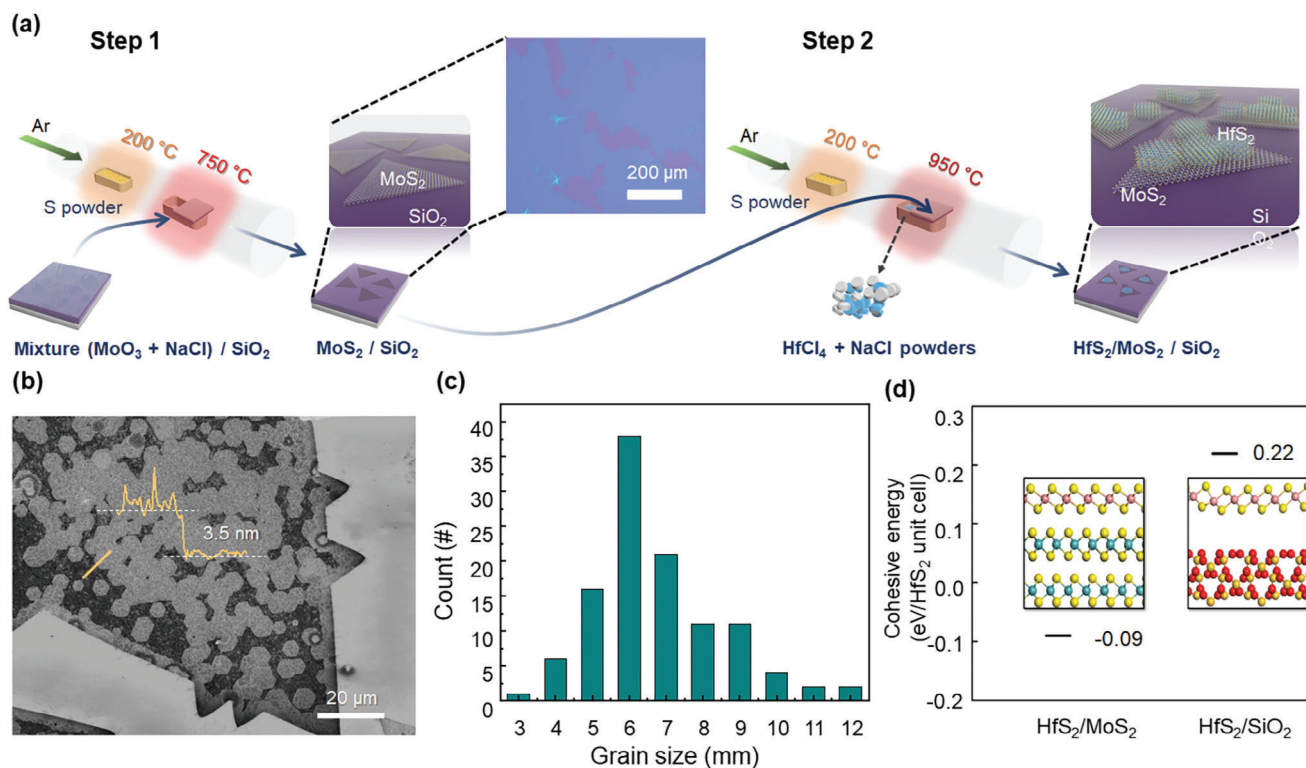 (a)
Step 1
Step 2
Ar
200 °C
750 °C
S powder
MoS₂
SiO₂
200 µm
Ar
200 °C
950 °C
S powder
HfS₂
MoS₂
Si
O₂
Mixture (MoO₃ + NaCl) / SiO₂
MoS₂ / SiO₂
HfCl₄ + NaCl powders
HfS₂/MoS₂ / SiO₂
(b)
3.5 nm
20 µm
(c)
Count (#)
40
35
30
25
20
15
10
5
0
3 4 5 6 7 8 9 10 11 12
Grain size (mm)
(d)
Cohesive energy
(eV/HfS₂ unit cell)
0.3
0.2
0.1
0.0
-0.1
-0.2
0.22
-0.09
HfS₂/MoS₂
HfS₂/SiO₂